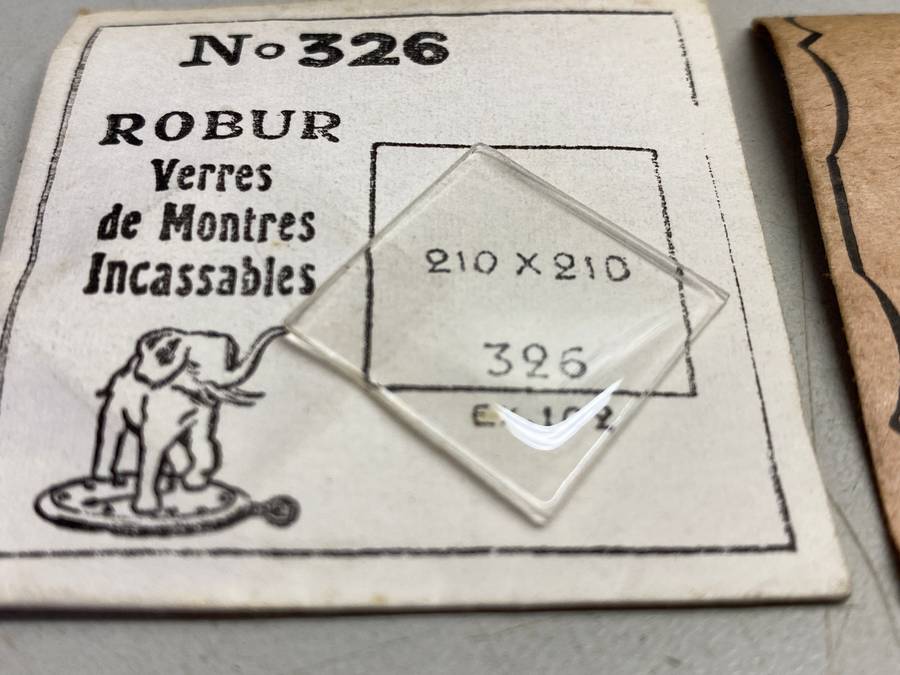 No 326
ROBUR
Verres
de Montres
Incassables
210 X 210
326